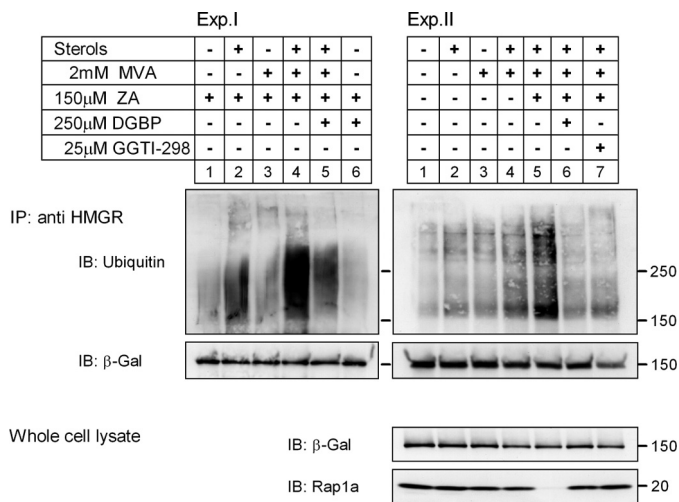 Exp.I Exp.II
Sterols - + - + + - - + - + + + +
2mM MVA - - + + + - - - + + + + +
150μM ZA + + + + + + - - - - + + +
250μM DGBP - - - - + + - - - - - + -
25μM GGTI-298 - - - - - - - - - - - - +
1 2 3 4 5 6 1 2 3 4 5 6 7
IP: anti HMGR
IB: Ubiquitin
250
150
IB: β-Gal 150
Whole cell lysate
IB: β-Gal 150
IB: Rap1a 20